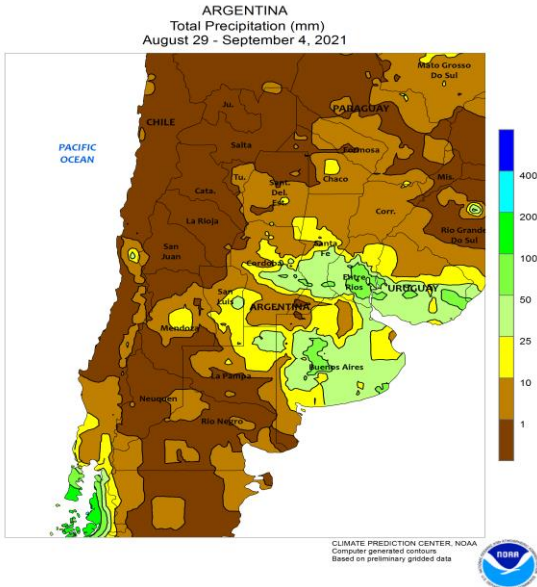 ARGENTINA
Total Precipitation (mm)
August 29 - September 4, 2021
Mato Grosso
Do Sul
Ju.
PARAGUAY
CHILE
PACIFIC
OCEAN
Salta
Formosa
Tu.
Sant.
Del.
Est.
Chaco
Mis.
Cata.
Corr.
La Rioja
Rio Grande
Do Sul
San
Juan
Santa
Fe
Cordoba
Entre
Rios
URUGUAY
San
Luis
ARGENTINA
Mendoza
Buenos Aires
La Pampa
Neuquen
Rio Negro
400
200
100
50
25
10
1
CLIMATE PREDICTION CENTER, NOAA
Computer generated contours
Based on preliminary gridded data
NOAA